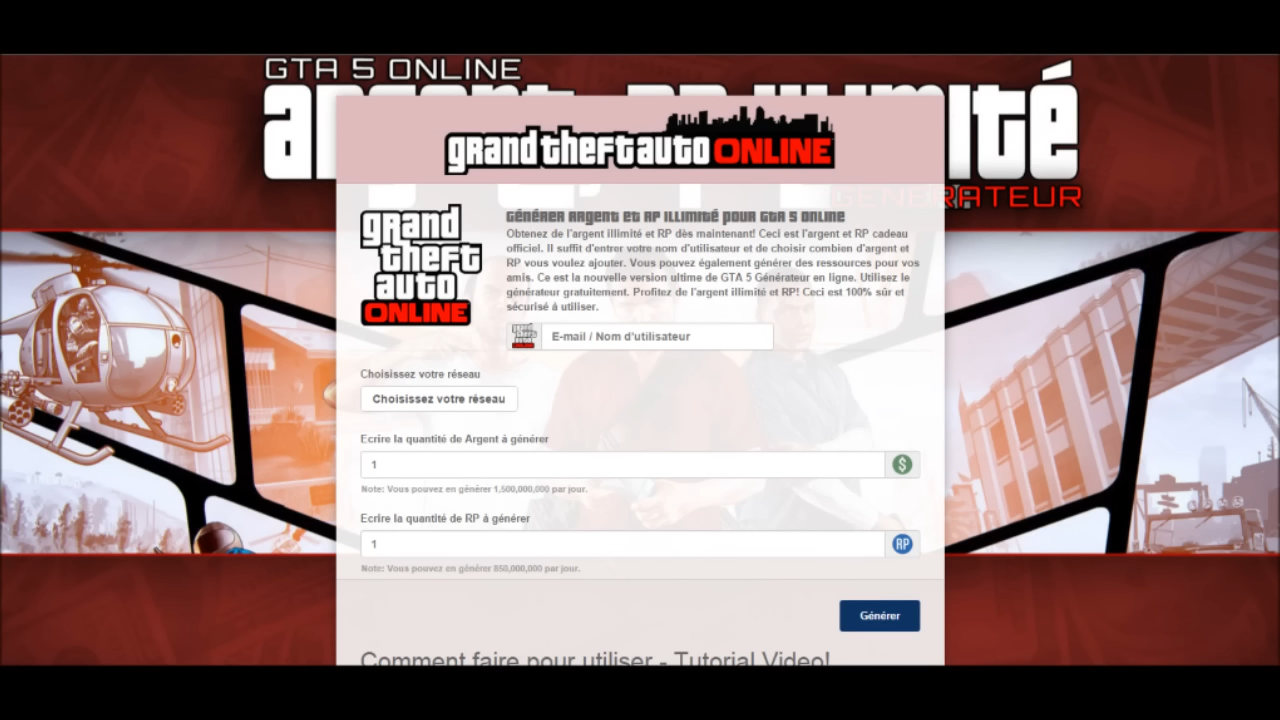 GTA 5 ONLINE
GENERATEUR
grand theft auto ONLINE
grand
theft
auto
ONLINE
Générer Argent et RP illimité pour GTA 5 Online
Obtenez de l'argent illimité et RP dès maintenant! Ceci est l'argent et RP cadeau
officiel. Il suffit d'entrer votre nom d'utilisateur et de choisir combien d'argent et
RP vous voulez ajouter. Vous pouvez également générer des ressources pour vos
amis. Ce est la nouvelle version ultime de GTA 5 Générateur en ligne. Utilisez le
générateur gratuitement. Profitez de l'argent illimité et RP! Ceci est 100% sûr et
sécurisé á utiliser.
E-mail / Nom d'utilisateur
Choisissez votre réseau
Choisissez votre réseau
Ecrire la quantité de Argent á générer
1
$
Note: Vous pouvez en générer 1,500,000,000 par jour.
Ecrire la quantité de RP á générer
1
RP
Note: Vous pouvez en générer 850,000,000 par jour.
Générer
Comment faire pour utiliser - Tutorial Video!